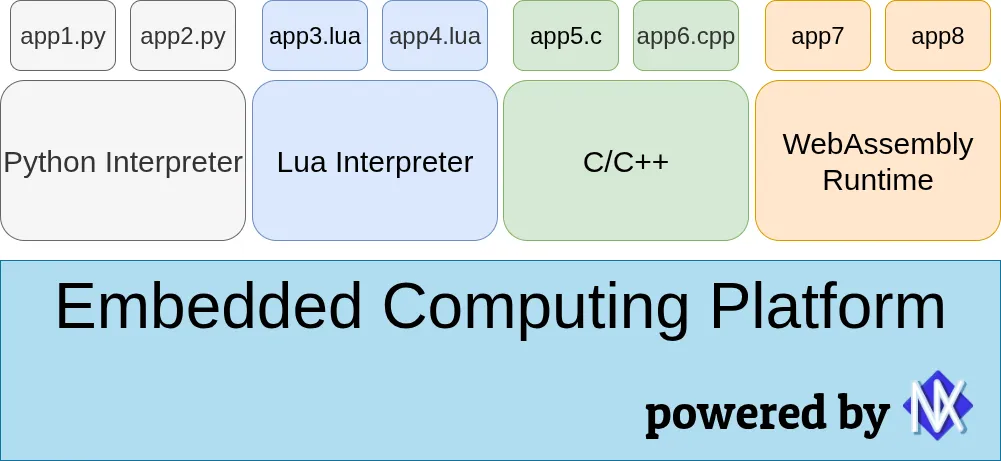 app1.py app2.py app3.lua app4.lua app5.c app6.cpp app7 app8
Python Interpreter Lua Interpreter C/C++ WebAssembly
Runtime
Embedded Computing Platform
powered by NX